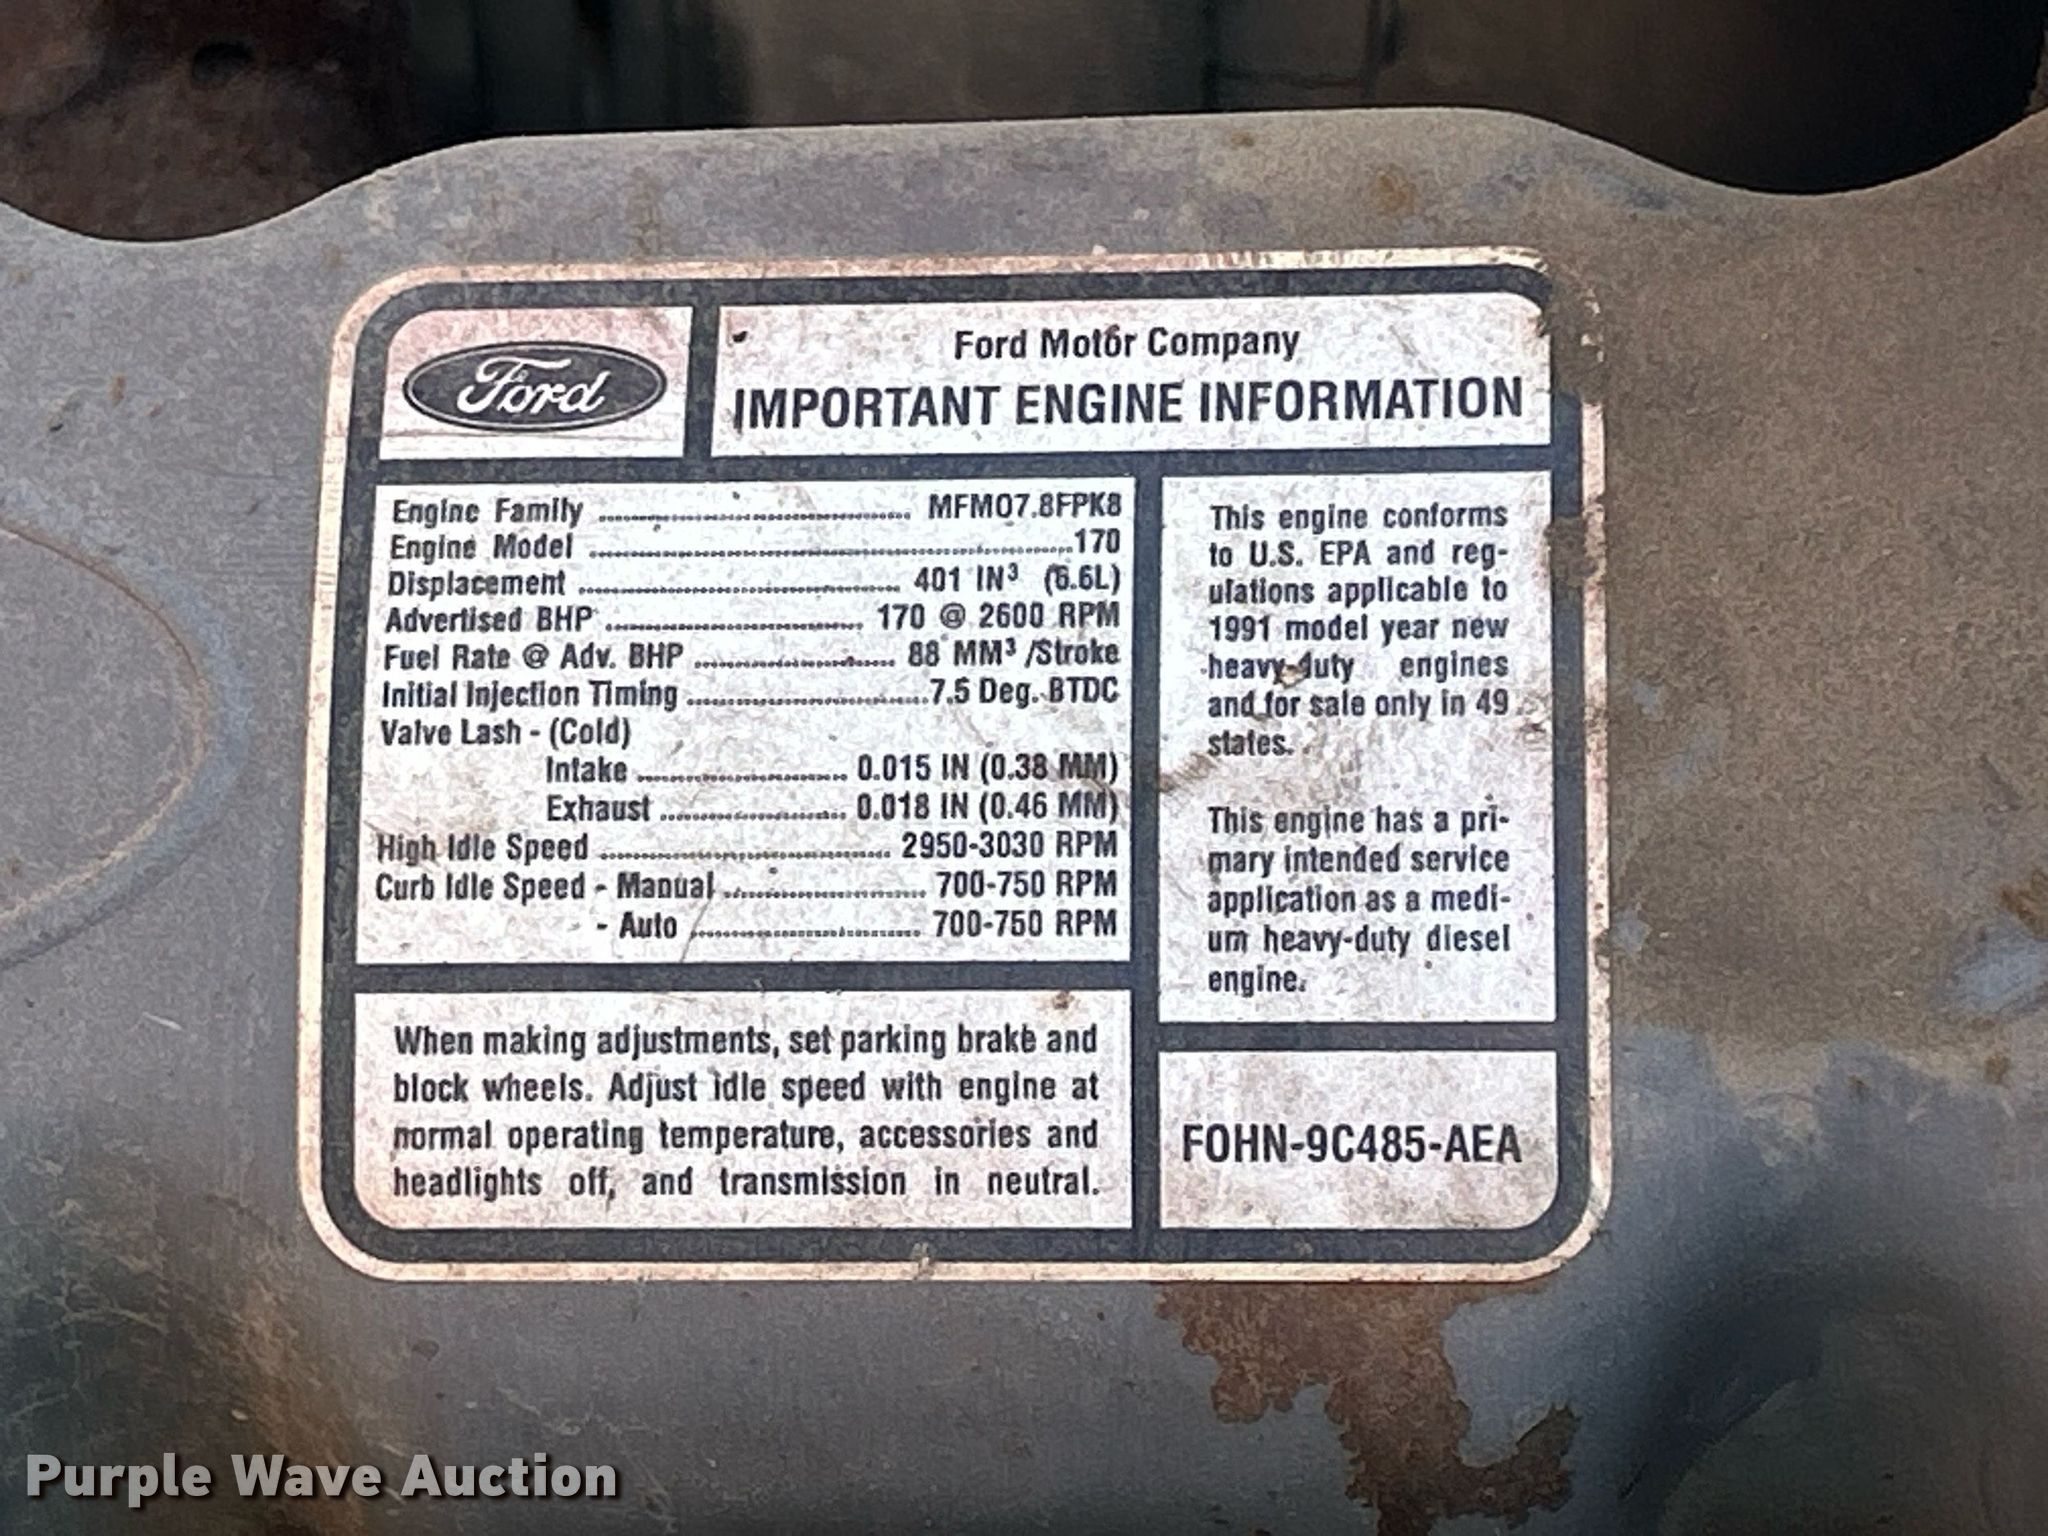 Ford
Ford Motor Company
IMPORTANT ENGINE INFORMATION
Engine Family ........ MFM07.8FPK8
Engine Model ........ 170
Displacement ........ 401 IN³ (6.6L)
Advertised BHP ........ 170 @ 2600 RPM
Fuel Rate @ Adv. BHP ........ 88 MM³ /Stroke
Initial Injection Timing ........ 7.5 Deg. BTDC
Valve Lash - (Cold)
Intake ........ 0.015 IN (0.38 MM)
Exhaust ........ 0.018 IN (0.46 MM)
High Idle Speed ........ 2950-3030 RPM
Curb Idle Speed - Manual ........ 700-750 RPM
- Auto ........ 700-750 RPM
When making adjustments, set parking brake and
block wheels. Adjust idle speed with engine at
normal operating temperature, accessories and
headlights off, and transmission in neutral.
This engine conforms
to U.S. EPA and reg-
ulations applicable to
1991 model year new
heavy-duty engines
and for sale only in 49
states.
This engine has a pri-
mary intended service
application as a medi-
um heavy-duty diesel
engine.
F0HN-9C485-AEA
Purple Wave Auction